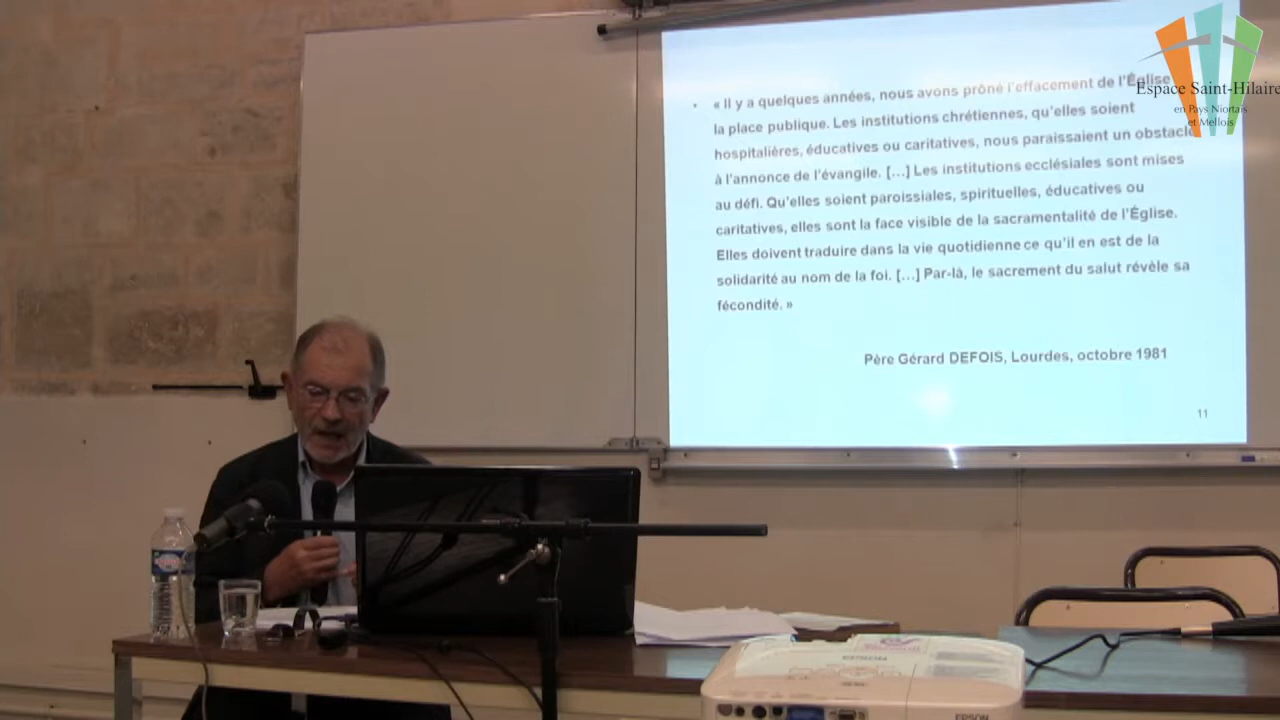 « Il y a quelques années, nous avons prôné l'effacement de l'Église
la place publique. Les institutions chrétiennes, qu'elles soient
hospitalières, éducatives ou caritatives, nous paraissaient un obstacle
à l'annonce de l'évangile. [...] Les institutions ecclésiales sont mises
au défi. Qu'elles soient paroissiales, spirituelles, éducatives ou
caritatives, elles sont la face visible de la sacramentalité de l'Église.
Elles doivent traduire dans la vie quotidienne ce qu'il en est de la
solidarité au nom de la foi. [...] Par-là, le sacrement du salut révèle sa
fécondité. »
Père Gérard DEFOIS, Lourdes, octobre 1981
11
Espace Saint-Hilaire
en Pays Niortais
et Mellois
EPSON